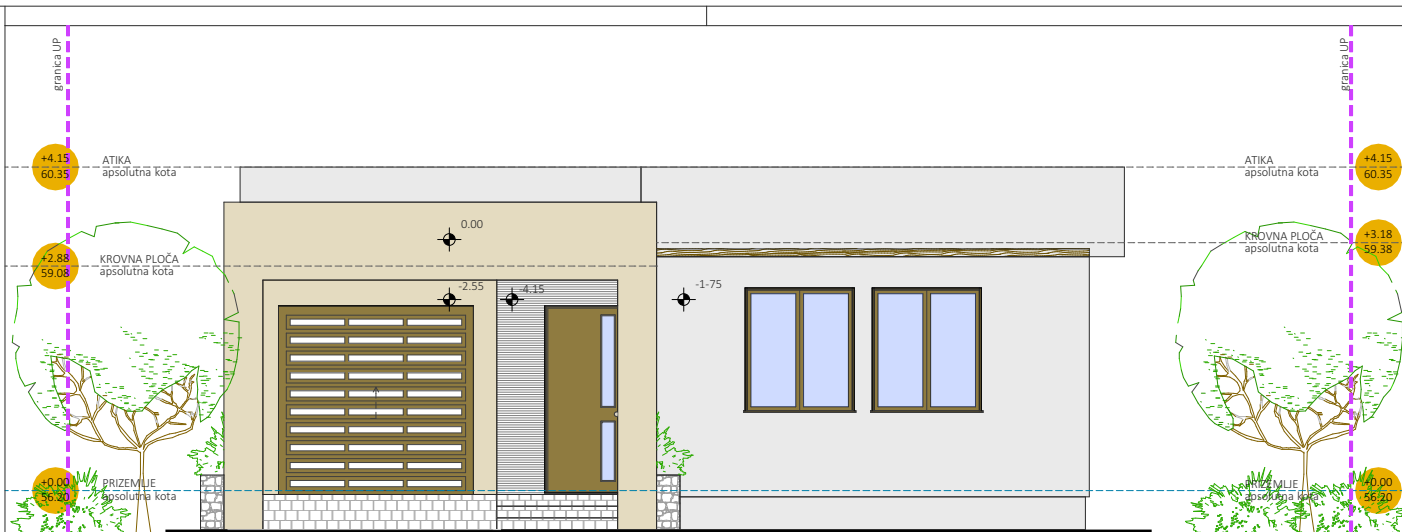 granica UP
granica UP
+4.15
60.35
ATIKA
apsolutna kota
ATIKA
apsolutna kota
+4.15
60.35
0.00
+2.88
59.08
KROVNA PLOČA
apsolutna kota
KROVNA PLOČA
apsolutna kota
+3.18
59.38
-2.55
-4.15
-1-75
+0.00
56.20
PRIZEMLJE
apsolutna kota
PRIZEMLJE
apsolutna kota
+0.00
56.20